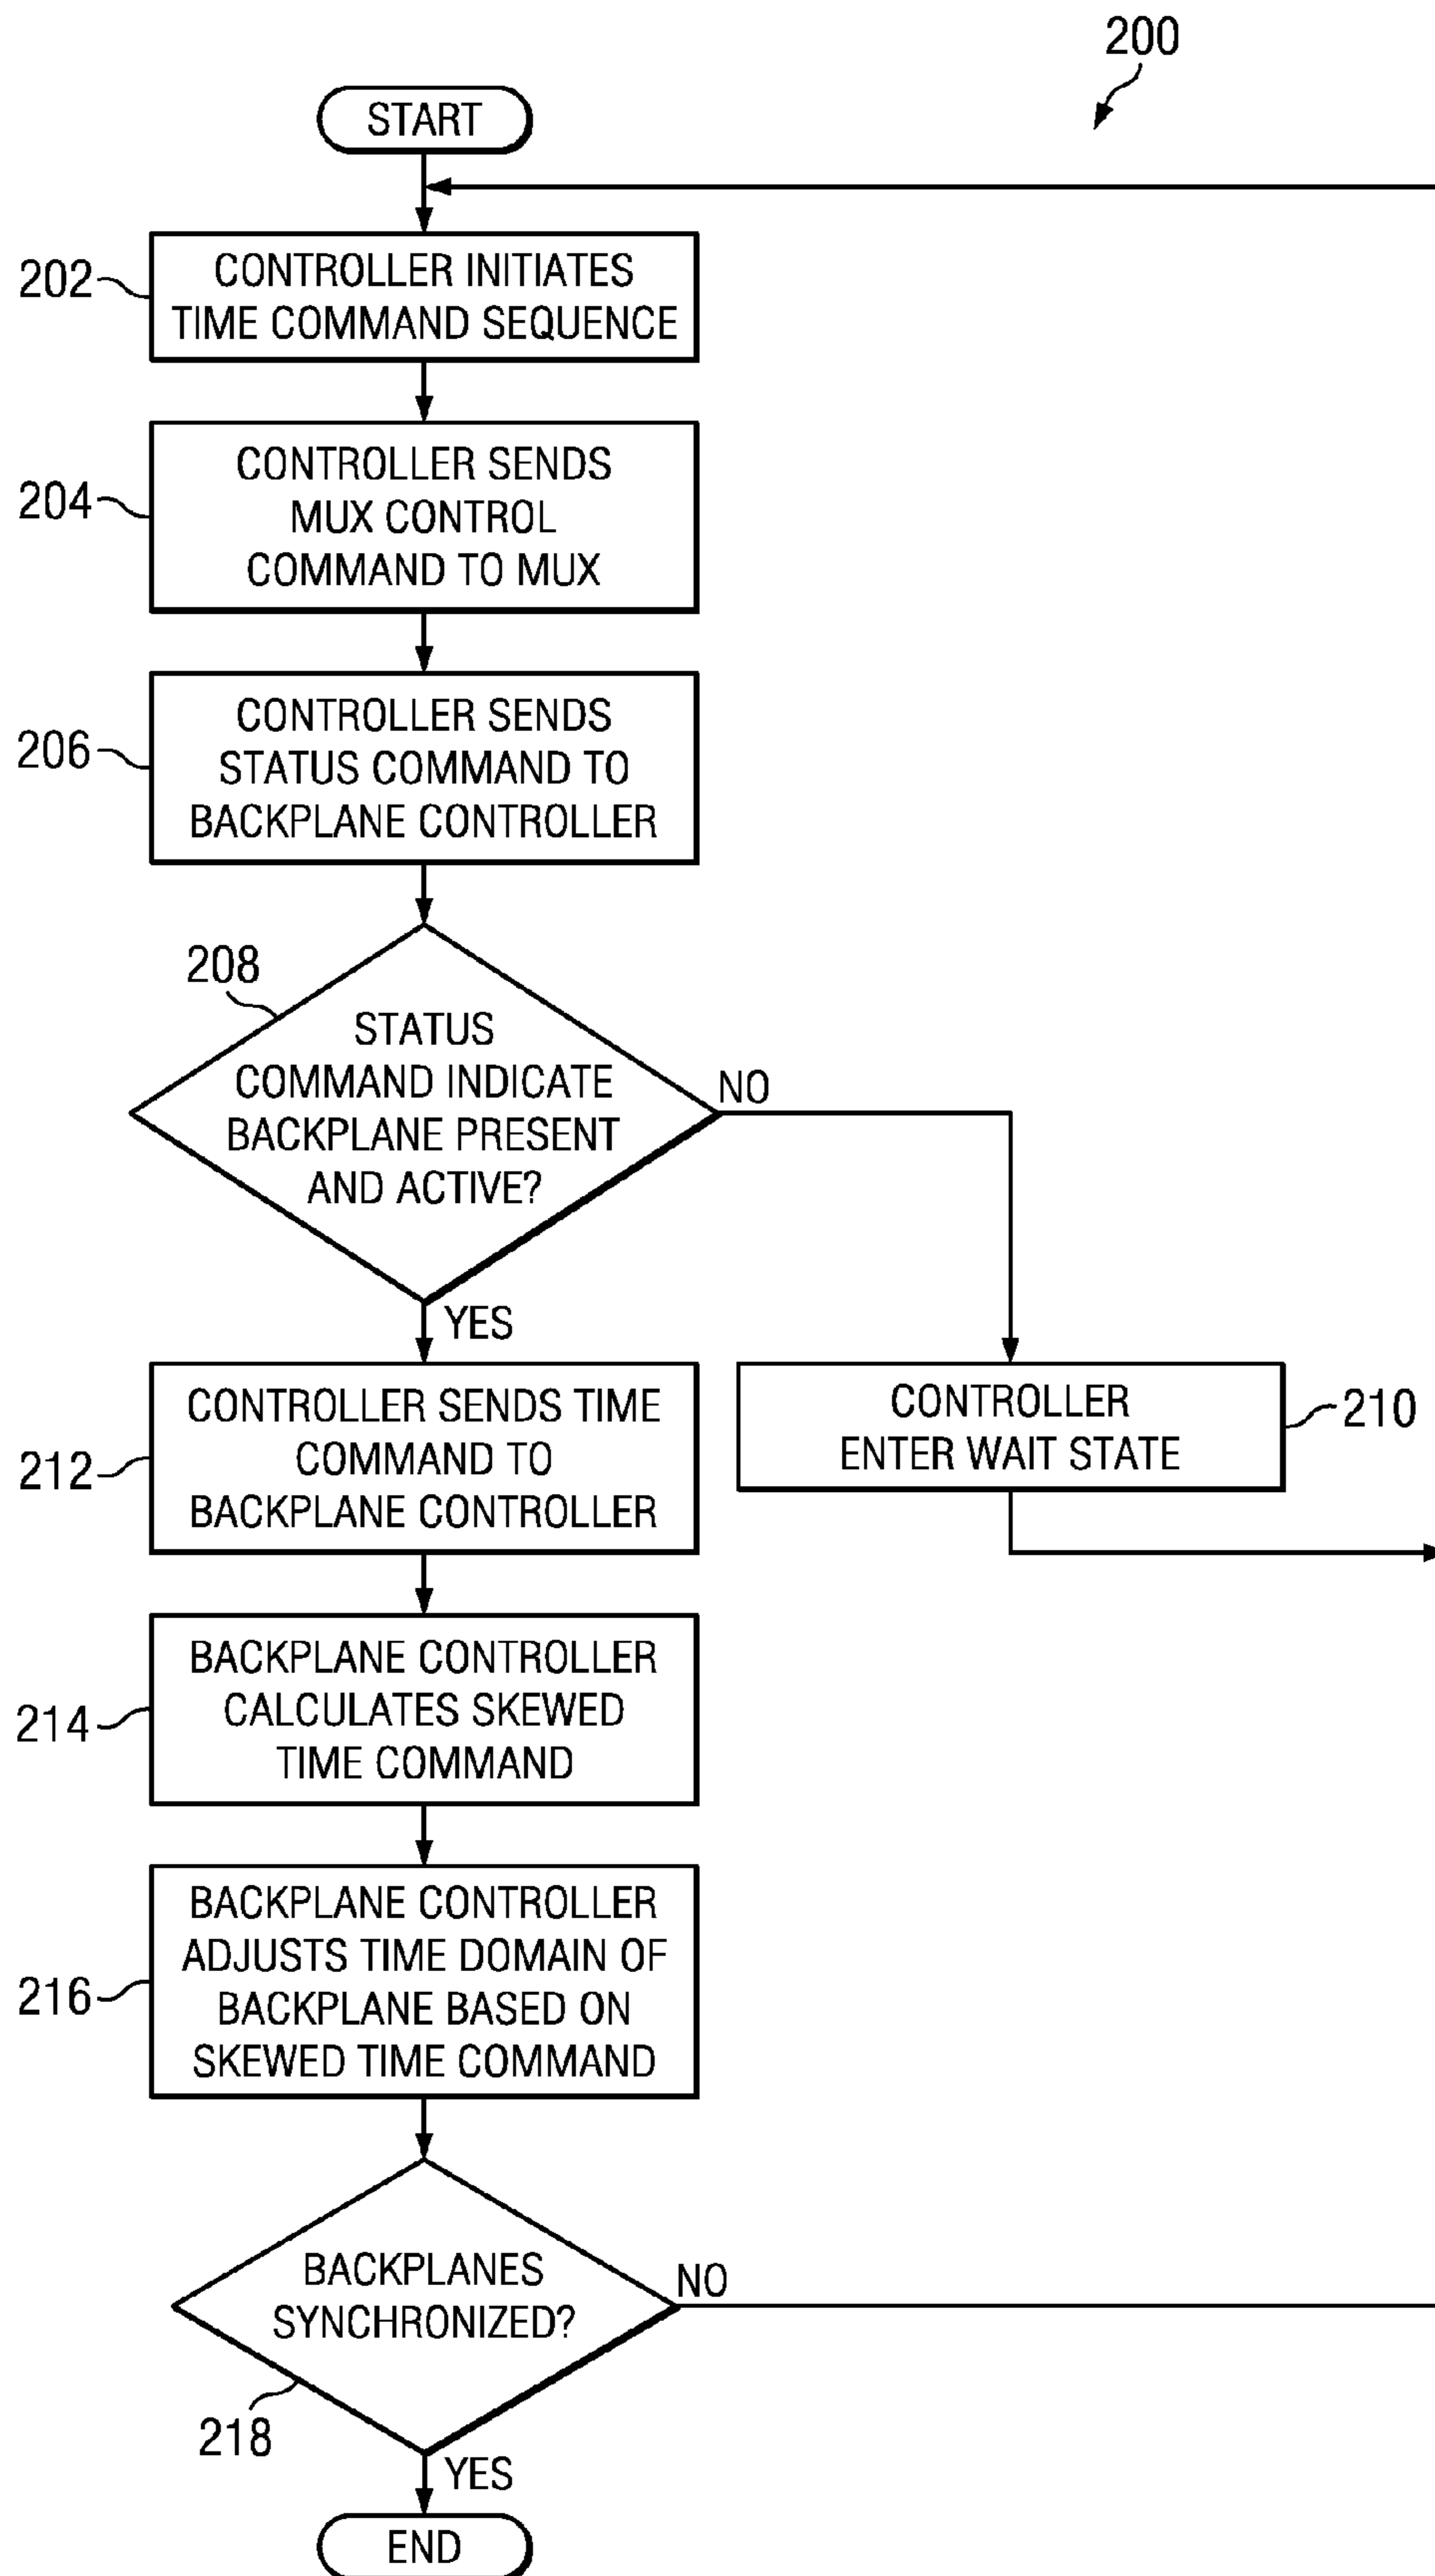 200
START
202
CONTROLLER INITIATES
TIME COMMAND SEQUENCE
204
CONTROLLER SENDS
MUX CONTROL
COMMAND TO MUX
206
CONTROLLER SENDS
STATUS COMMAND TO
BACKPLANE CONTROLLER
208
STATUS
COMMAND INDICATE
BACKPLANE PRESENT
AND ACTIVE?
NO
YES
CONTROLLER
ENTER WAIT STATE
210
212
CONTROLLER SENDS TIME
COMMAND TO
BACKPLANE CONTROLLER
214
BACKPLANE CONTROLLER
CALCULATES SKEWED
TIME COMMAND
216
BACKPLANE CONTROLLER
ADJUSTS TIME DOMAIN OF
BACKPLANE BASED ON
SKEWED TIME COMMAND
BACKPLANES
SYNCHRONIZED?
NO
218
YES
END